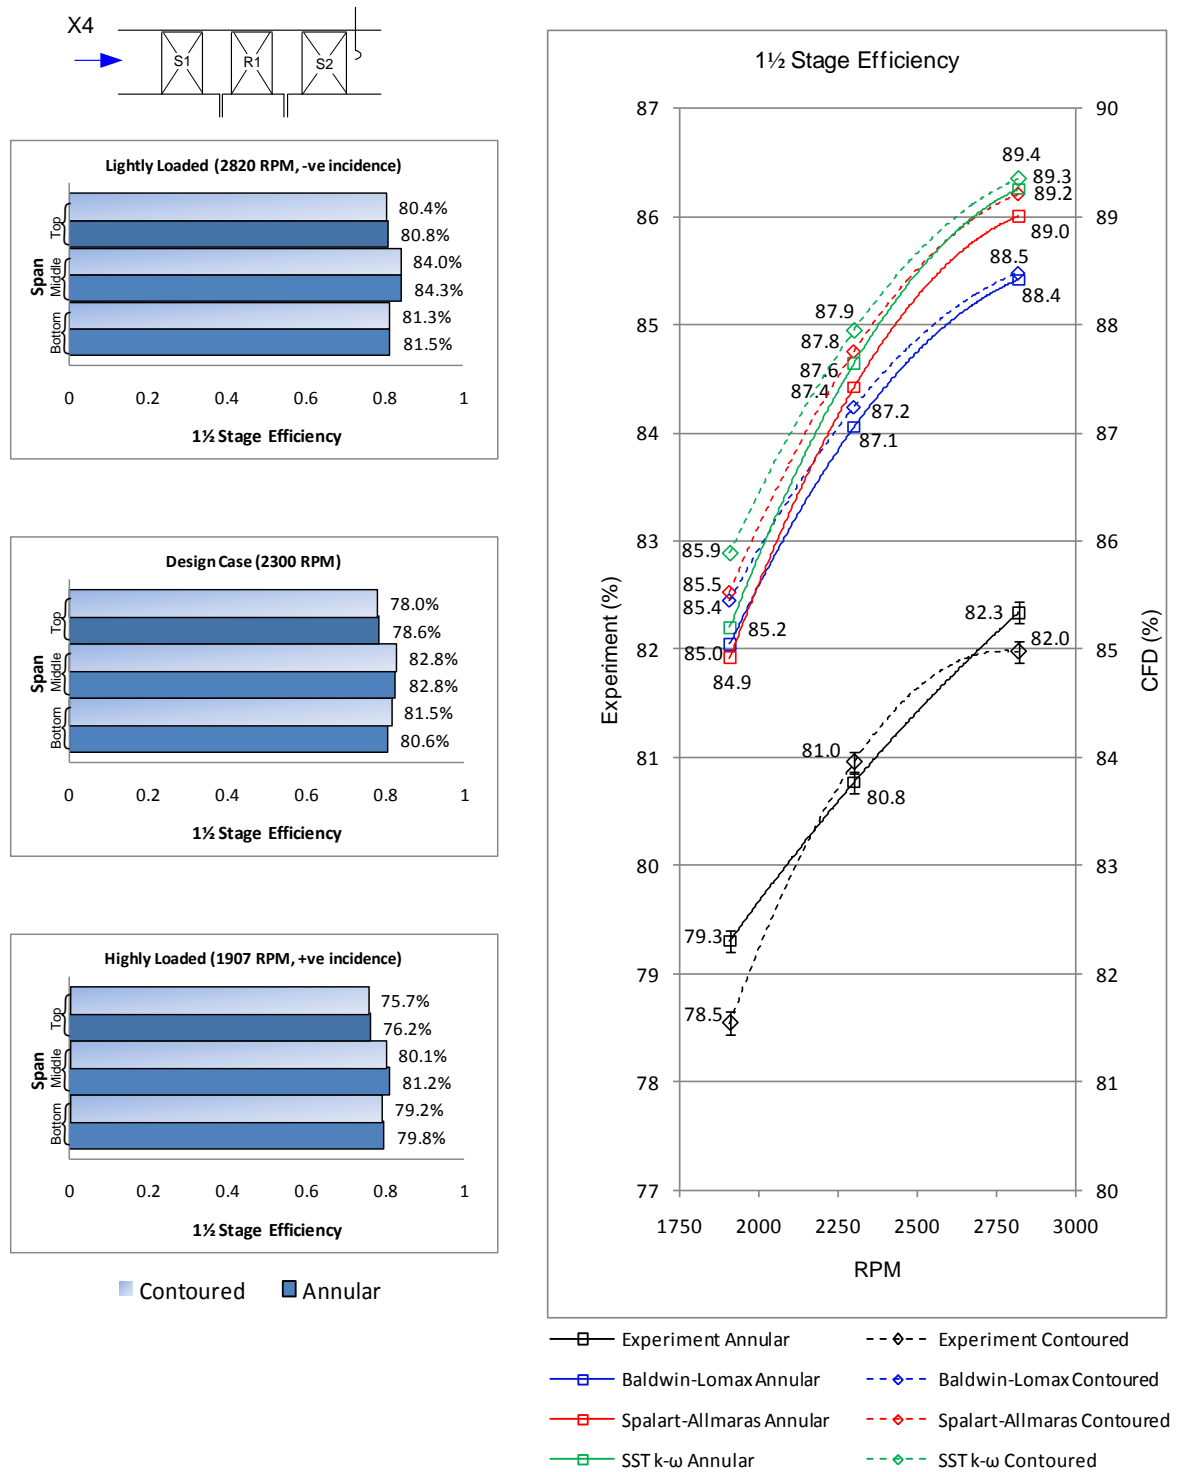 X4
S1 R1 S2
Lightly Loaded (2820 RPM, -ve incidence)
Span
Top
Middle
Bottom
80.4%
80.8%
84.0%
84.3%
81.3%
81.5%
0 0.2 0.4 0.6 0.8 1
1½ Stage Efficiency
Design Case (2300 RPM)
Span
Top
Middle
Bottom
78.0%
78.6%
82.8%
82.8%
81.5%
80.6%
0 0.2 0.4 0.6 0.8 1
1½ Stage Efficiency
Highly Loaded (1907 RPM, +ve incidence)
Span
Top
Middle
Bottom
75.7%
76.2%
80.1%
81.2%
79.2%
79.8%
0 0.2 0.4 0.6 0.8 1
1½ Stage Efficiency
Contoured Annular
1½ Stage Efficiency
Experiment (%)
87
86
85
84
83
82
81
80
79
78
77
CFD (%)
90
89
88
87
86
85
84
83
82
81
80
89.4
89.3
89.2
89.0
88.5
88.4
87.9
87.8
87.6
87.4
87.2
87.1
85.9
85.5
85.4
85.2
85.0
84.9
82.3
82.0
81.0
80.8
79.3
78.5
1750 2000 2250 2500 2750 3000
RPM
Experiment Annular Experiment Contoured
Baldwin-Lomax Annular Baldwin-Lomax Contoured
Spalart-Allmaras Annular Spalart-Allmaras Contoured
SST k-ω Annular SST k-ω Contoured